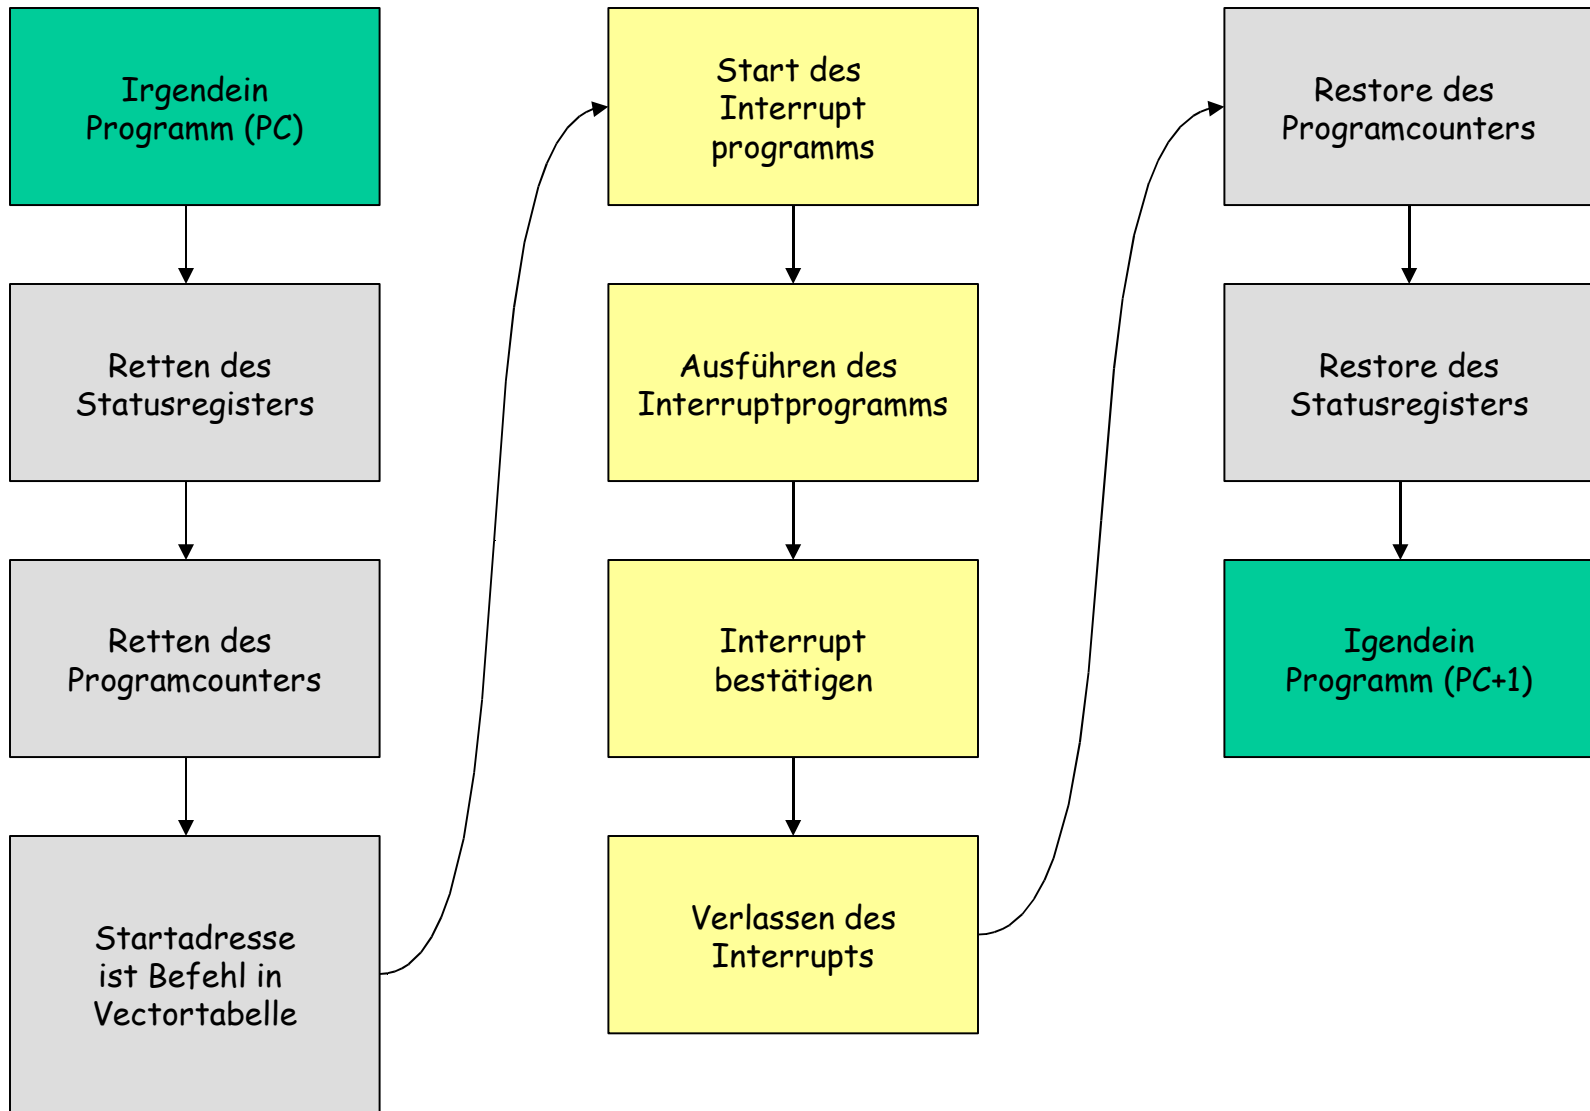 Irgendein
Programm (PC)
Retten des
Statusregisters
Retten des
Programcounters
Startadresse
ist Befehl in
Vectortabelle
Start des
Interrupt
programms
Ausführen des
Interruptprogramms
Interrupt
bestätigen
Verlassen des
Interrupts
Restore des
Programcounters
Restore des
Statusregisters
Igendein
Programm (PC+1)